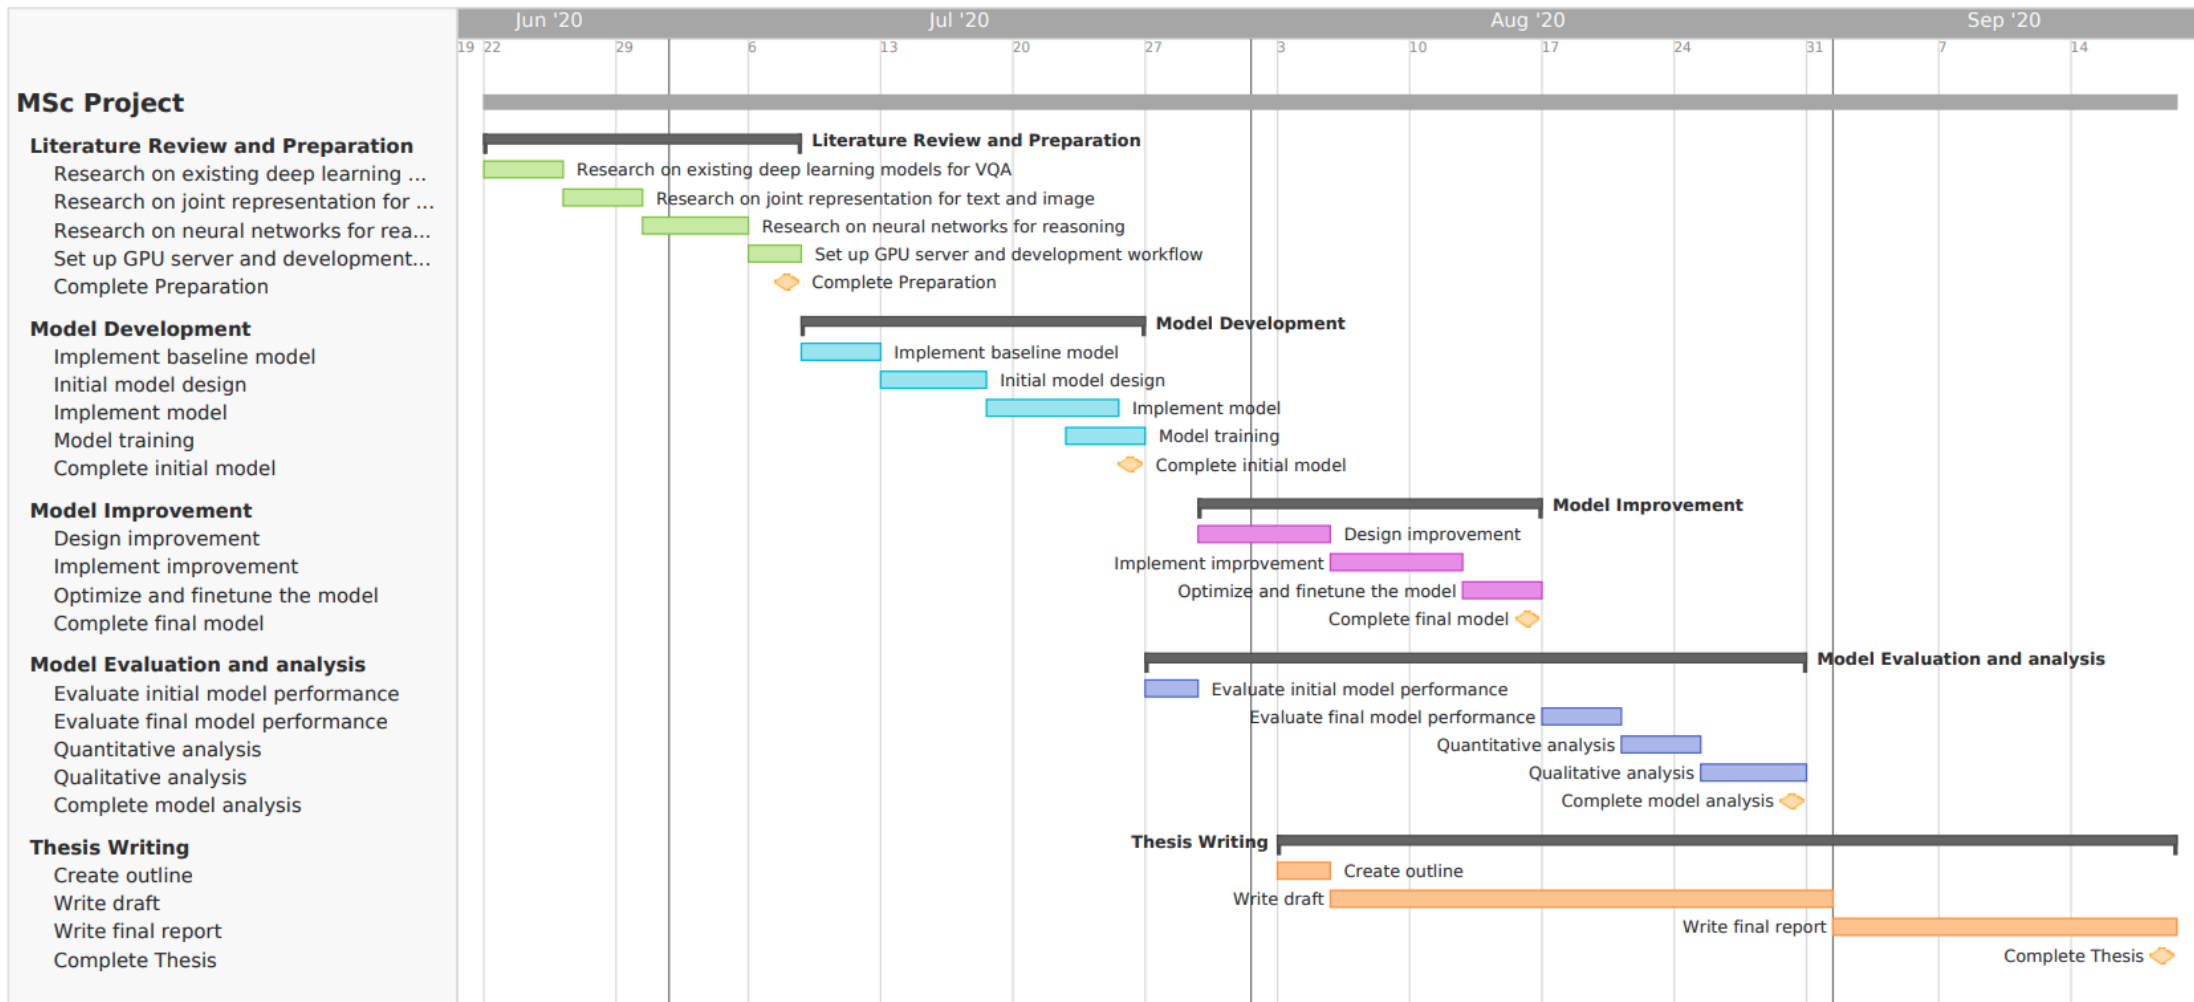 Jun '20 Jul '20 Aug '20 Sep '20
19 22 29 6 13 20 27 3 10 17 24 31 7 14
MSc Project
Literature Review and Preparation Literature Review and Preparation
Research on existing deep learning ... Research on existing deep learning models for VQA
Research on joint representation for ... Research on joint representation for text and image
Research on neural networks for rea... Research on neural networks for reasoning
Set up GPU server and development... Set up GPU server and development workflow
Complete Preparation Complete Preparation
Model Development Model Development
Implement baseline model Implement baseline model
Initial model design Initial model design
Implement model Implement model
Model training Model training
Complete initial model Complete initial model
Model Improvement Model Improvement
Design improvement Design improvement
Implement improvement Implement improvement
Optimize and finetune the model Optimize and finetune the model
Complete final model Complete final model
Model Evaluation and analysis Model Evaluation and analysis
Evaluate initial model performance Evaluate initial model performance
Evaluate final model performance Evaluate final model performance
Quantitative analysis Quantitative analysis
Qualitative analysis Qualitative analysis
Complete model analysis Complete model analysis
Thesis Writing Thesis Writing
Create outline Create outline
Write draft Write draft
Write final report Write final report
Complete Thesis Complete Thesis